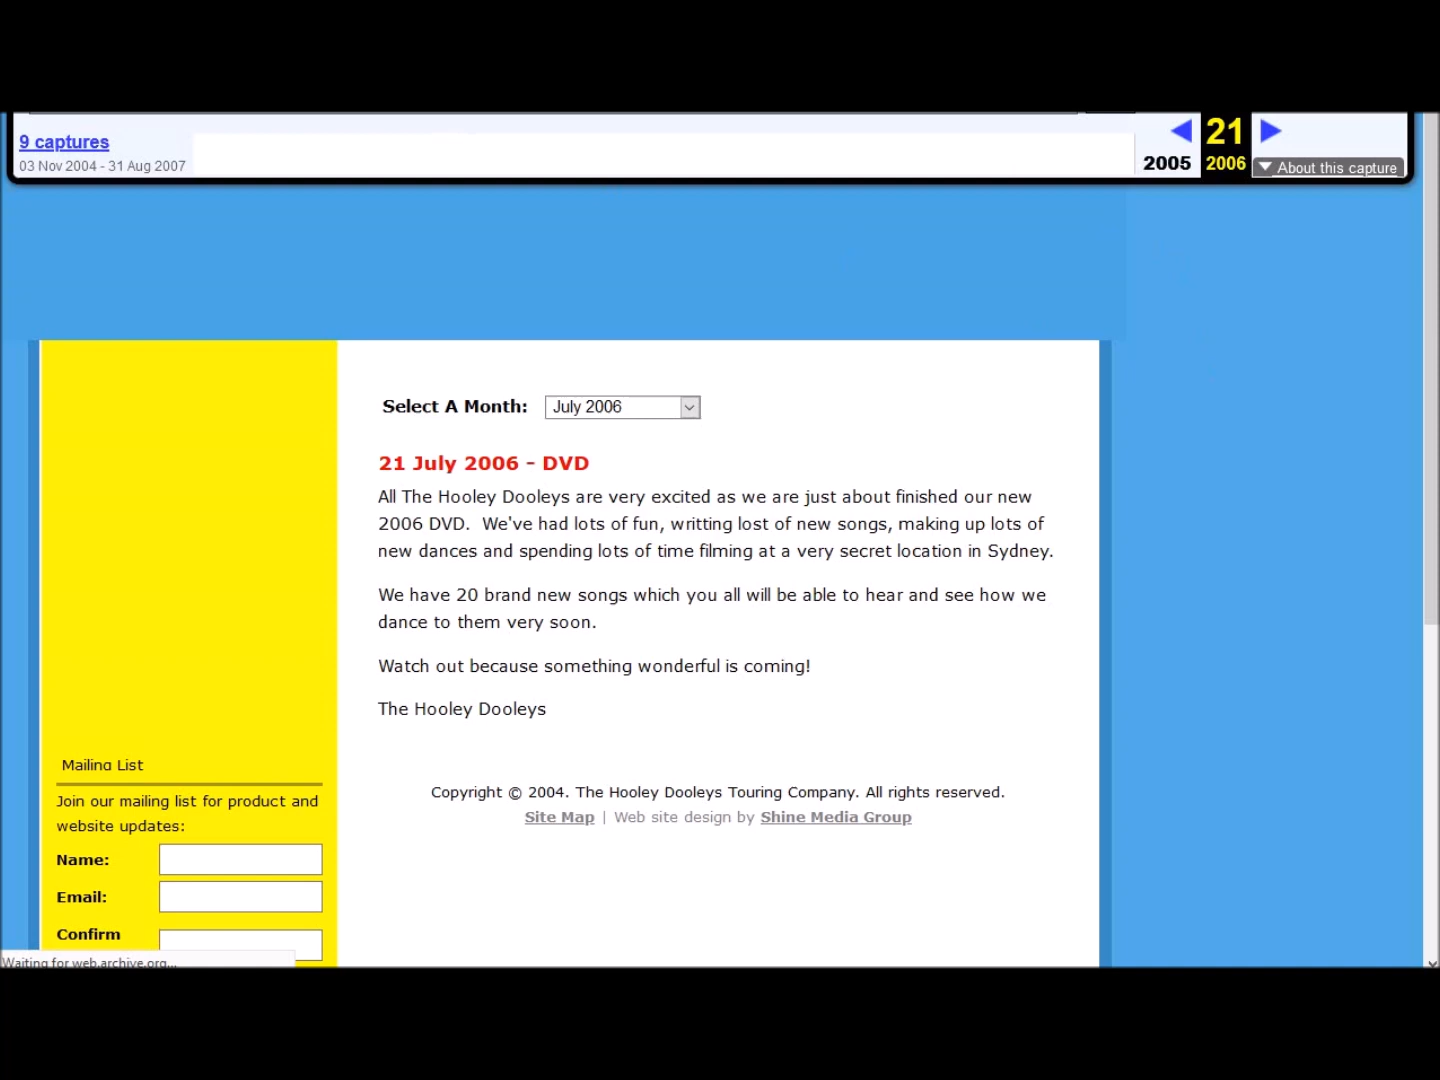 9 captures
03 Nov 2004 - 31 Aug 2007
21
2005
2006
About this capture
Select A Month:
July 2006
21 July 2006 - DVD
All The Hooley Dooleys are very excited as we are just about finished our new
2006 DVD.  We've had lots of fun, writting lost of new songs, making up lots of
new dances and spending lots of time filming at a very secret location in Sydney.
We have 20 brand new songs which you all will be able to hear and see how we
dance to them very soon.
Watch out because something wonderful is coming!
The Hooley Dooleys
Mailing List
Join our mailing list for product and
website updates:
Name:
Email:
Confirm
Copyright © 2004. The Hooley Dooleys Touring Company. All rights reserved.
Site Map | Web site design by Shine Media Group
Waiting for web.archive.org...